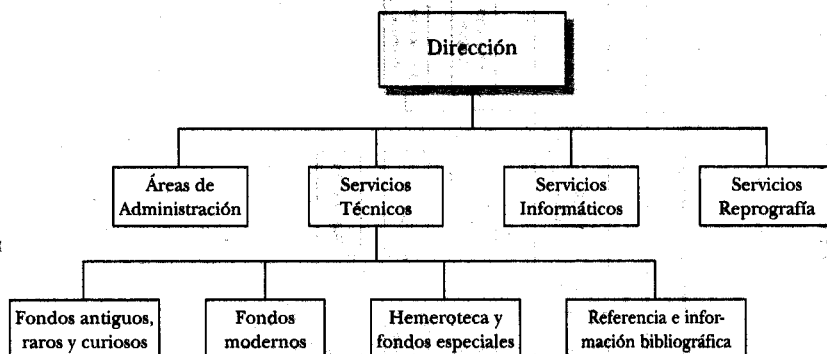 Dirección
Áreas de
Administración
Servicios
Técnicos
Servicios
Informáticos
Servicios
Reprografía
Fondos antiguos,
raros y curiosos
Fondos
modernos
Hemeroteca y
fondos especiales
Referencia e infor-
mación bibliográfica